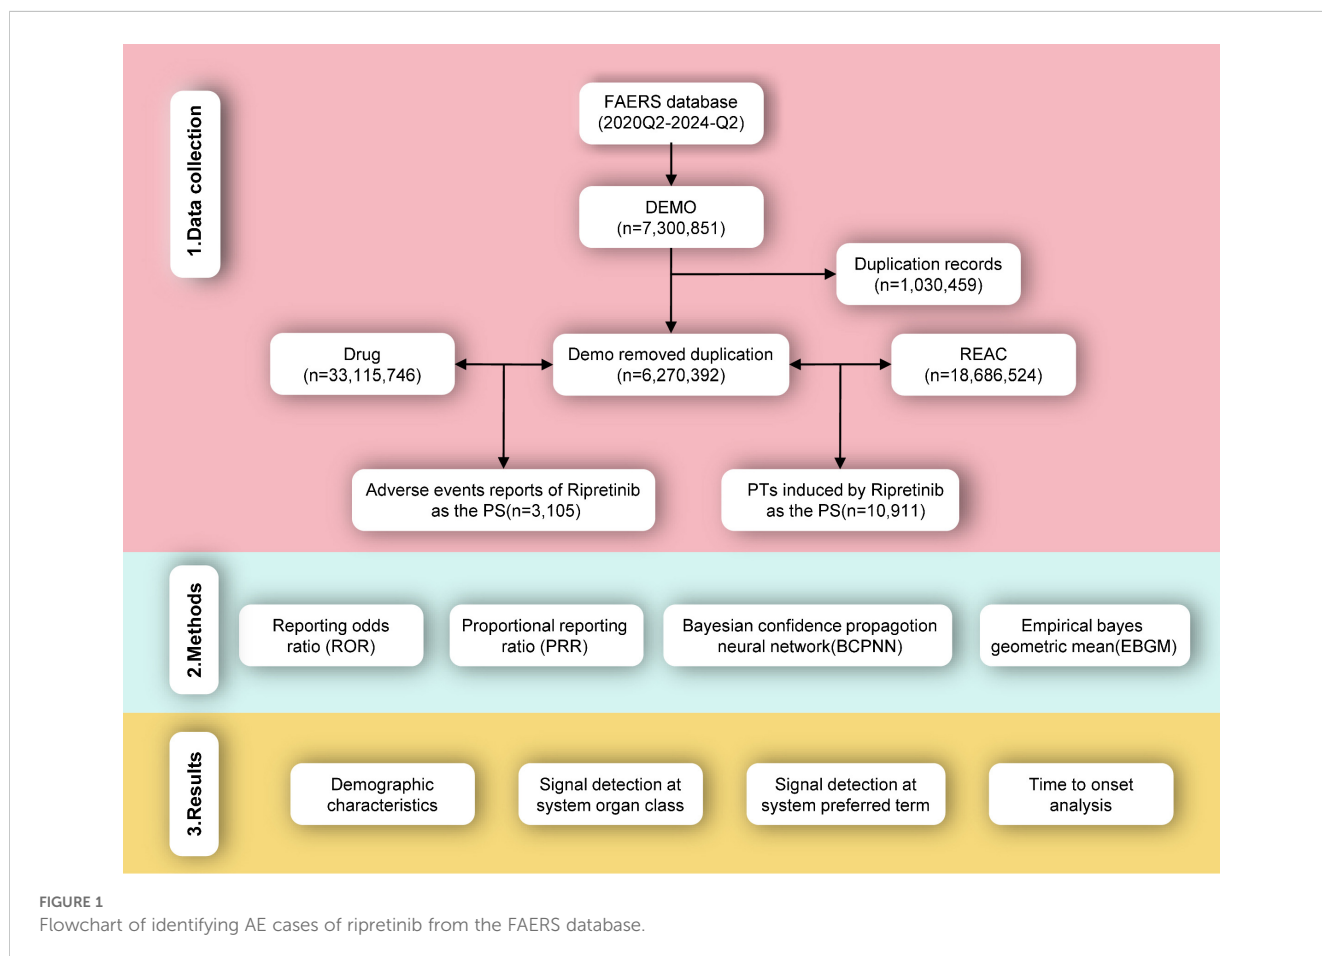 1.Data collection
FAERS database
(2020Q2-2024-Q2)
DEMO
(n=7,300,851)
Duplication records
(n=1,030,459)
Drug
(n=33,115,746)
Demo removed duplication
(n=6,270,392)
REAC
(n=18,686,524)
Adverse events reports of Ripretinib
as the PS(n=3,105)
PTs induced by Ripretinib
as the PS(n=10,911)
2.Methods
Reporting odds
ratio (ROR)
Proportional reporting
ratio (PRR)
Bayesian confidence propagotion
neural network(BCPNN)
Empirical bayes
geometric mean(EBGM)
3.Results
Demographic
characteristics
Signal detection at
system organ class
Signal detection at
system preferred term
Time to onset
analysis
FIGURE 1
Flowchart of identifying AE cases of ripretinib from the FAERS database.